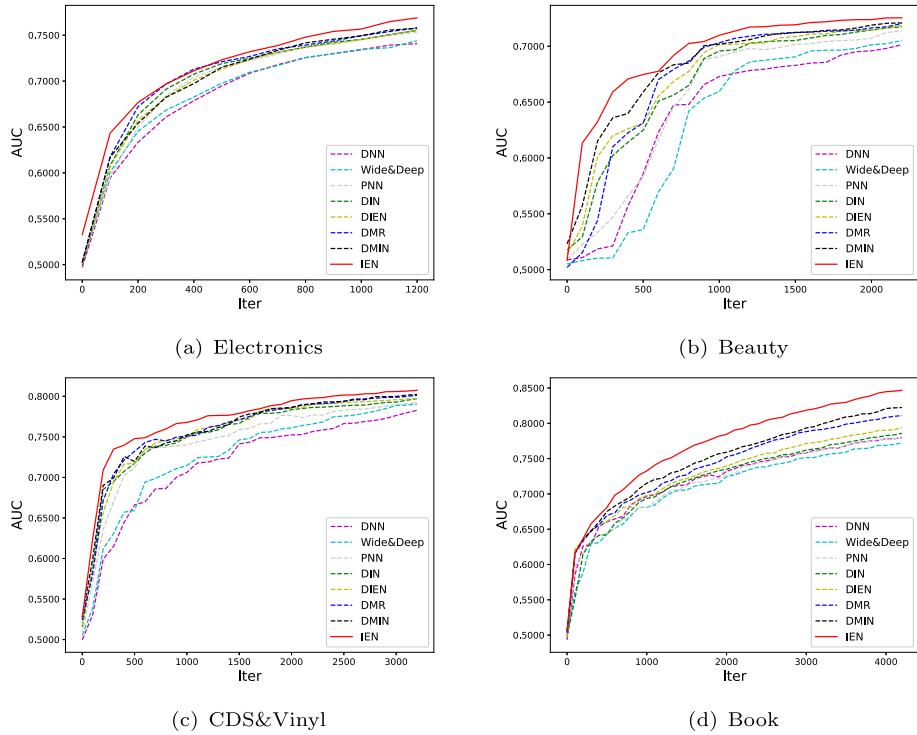 0.7500
0.7000
0.6500
0.6000
0.5500
0.5000
AUC
0 200 400 600 800 1000 1200
Iter
DNN
Wide&Deep
PNN
DIN
DIEN
DMR
DMIN
IEN
(a) Electronics
0.7000
0.6500
0.6000
0.5500
0.5000
AUC
0 500 1000 1500 2000
Iter
DNN
Wide&Deep
PNN
DIN
DIEN
DMR
DMIN
IEN
(b) Beauty
0.8000
0.7500
0.7000
0.6500
0.6000
0.5500
0.5000
AUC
0 500 1000 1500 2000 2500 3000
Iter
DNN
Wide&Deep
PNN
DIN
DIEN
DMR
DMIN
IEN
(c) CDS&Vinyl
0.8500
0.8000
0.7500
0.7000
0.6500
0.6000
0.5500
0.5000
AUC
0 1000 2000 3000 4000
Iter
DNN
Wide&Deep
PNN
DIN
DIEN
DMR
DMIN
IEN
(d) Book